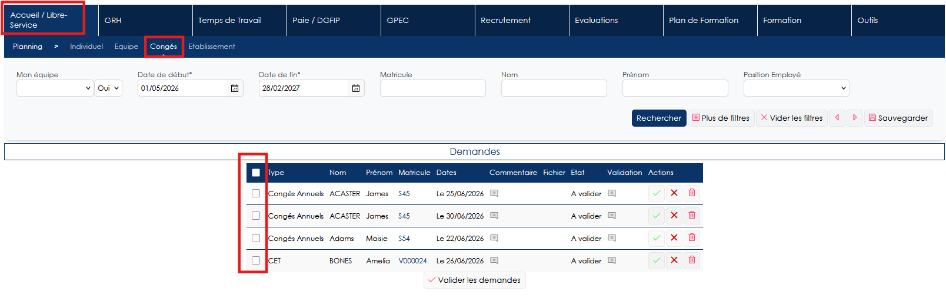 Accueil / Libre-Service GRH Temps de Travail Paie / DGFIP GPEC Recrutement Evaluations Plan de Formation Formation Outils
Planning > Individuel Equipe Congés Etablissement
Mon équipe Date de début* Date de fin* Matricule Nom Prénom Position Employé
Oui 01/05/2026 28/02/2027
Rechercher Plus de filtres Vider les filtres Sauvegarder
Demandes
Type Nom Prénom Matricule Dates Commentaire Fichier Etat Validation Actions
Congés Annuels ACASTER James S45 Le 25/06/2026 A valider
Congés Annuels ACASTER James S45 Le 30/06/2026 A valider
Congés Annuels Adams Maisie S54 Le 22/06/2026 A valider
CET BONES Amelia V000024 Le 26/06/2026 A valider
Valider les demandes